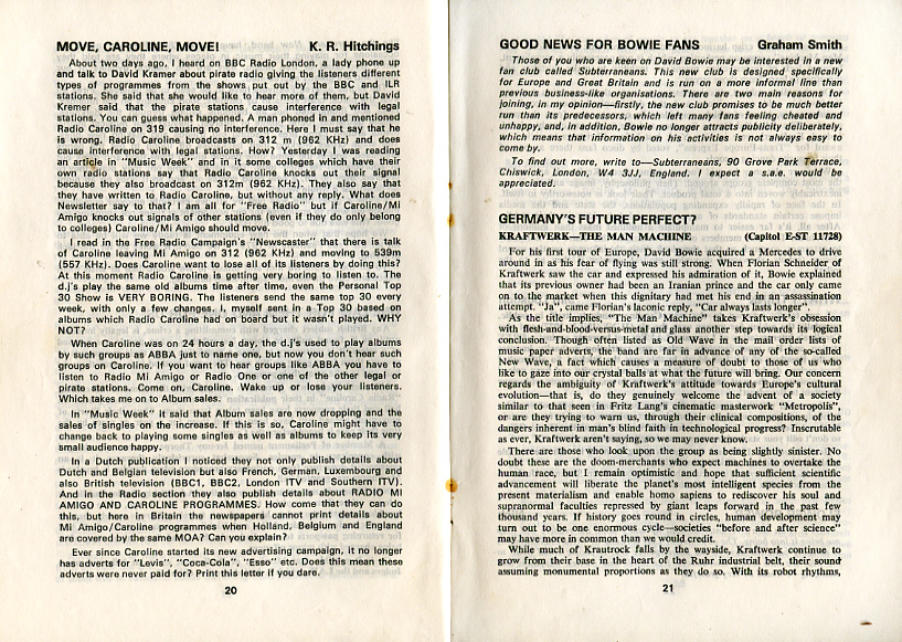 MOVE, CAROLINE, MOVE! K. R. Hitchings
About two days ago, I heard on BBC Radio London, a lady phone up
and talk to David Kramer about pirate radio giving the listeners different
types of programmes from the shows put out by the BBC and ILR
stations. She said that she would like to hear more of them, but David
Kremer said that the pirate stations cause interference with legal
stations. You can guess what happened. A man phoned in and mentioned
Radio Caroline on 319 causing no interference. Here I must say that he
is wrong. Radio Caroline broadcasts on 312 m (962 KHz) and does
cause interference with legal stations. How? Yesterday I was reading
an article in "Music Week" and in it some colleges which have their
own radio stations say that Radio Caroline knocks out their signal
because they also broadcast on 312m (962 KHz). They also say that
they have written to Radio Caroline, but without any reply. What does
Newsletter say to that? I am all for "Free Radio" but if Caroline/Mi
Amigo knocks out signals of other stations (even if they do only belong
to colleges) Caroline/Mi Amigo should move.
I read in the Free Radio Campaign's "Newscaster" that there is talk
of Caroline leaving Mi Amigo on 312 (962 KHz) and moving to 539m
(557 KHz). Does Caroline want to lose all of its listeners by doing this?
At this moment Radio Caroline is getting very boring to listen to. The
d.j's play the same old albums time after time, even the Personal Top
30 Show is VERY BORING. The listeners send the same top 30 every
week, with only a few changes. I, myself sent in a Top 30 based on
albums which Radio Caroline had on board but it wasn't played. WHY
NOT?
When Caroline was on 24 hours a day, the d.j's used to play albums
by such groups as ABBA just to name one, but now you don't hear such
groups on Caroline. If you want to hear groups like ABBA you have to
listen to Radio Mi Amigo or Radio One or one of the other legal or
pirate stations. Come on, Caroline. Wake up or lose your listeners.
Which takes me on to Album sales.
In "Music Week" it said that Album sales are now dropping and the
sales of singles on the increase. If this is so, Caroline might have to
change back to playing some singles as well as albums to keep its very
small audience happy.
In a Dutch publication I noticed they not only publish details about
Dutch and Belgian television but also French, German, Luxembourg and
also British television (BBC1, BBC2, London ITV and Southern ITV).
And in the Radio section they also publish details about RADIO MI
AMIGO AND CAROLINE PROGRAMMES. How come that they can do
this, but here in Britain the newspapers cannot print details about
Mi Amigo/Caroline programmes when Holland, Belgium and England
are covered by the same MOA? Can you explain?
Ever since Caroline started its new advertising campaign, it no longer
has adverts for "Levis", "Coca-Cola", "Esso" etc. Does this mean these
adverts were never paid for? Print this letter if you dare.
20
GOOD NEWS FOR BOWIE FANS Graham Smith
Those of you who are keen on David Bowie may be interested in a new
fan club called Subterraneans. This new club is designed specifically
for Europe and Great Britain and is run on a more informal line than
previous business-like organisations. There are two main reasons for
joining, in my opinion—firstly, the new club promises to be much better
run than its predecessors, which left many fans feeling cheated and
unhappy, and, in addition, Bowie no longer attracts publicity deliberately,
which means that information on his activities is not always easy to
come by.
To find out more, write to—Subterraneans, 90 Grove Park Terrace,
Chiswick, London, W4 3JJ, England. I expect a s.a.e. would be
appreciated.
GERMANY'S FUTURE PERFECT?
KRAFTWERK—THE MAN MACHINE (Capitol E-ST 11728)
For his first tour of Europe, David Bowie acquired a Mercedes to drive
around in as his fear of flying was still strong. When Florian Schneider of
Kraftwerk saw the car and expressed his admiration of it, Bowie explained
that its previous owner had been an Iranian prince and the car only came
on to the market when this dignitary had met his end in an assassination
attempt. "Ja", came Florian's laconic reply, "Car always lasts longer".
As the title implies, "The Man Machine" takes Kraftwerk's obsession
with flesh-and-blood-versus-metal and glass another step towards its logical
conclusion. Though often listed as Old Wave in the mail order lists of
music paper adverts, the band are far in advance of any of the so-called
New Wave, a fact which causes a measure of doubt to those of us who
like to gaze into our crystal balls at what the future will bring. Our concern
regards the ambiguity of Kraftwerk's attitude towards Europe's cultural
evolution—that is, do they genuinely welcome the advent of a society
similar to that seen in Fritz Lang's cinematic masterwork "Metropolis",
or are they trying to warn us, through their clinical compositions, of the
dangers inherent in man's blind faith in technological progress? Inscrutable
as ever, Kraftwerk aren't saying, so we may never know.
There are those who look upon the group as being slightly sinister. No
doubt these are the doom-merchants who expect machines to overtake the
human race, but I remain optimistic and hope that sufficient scientific
advancement will liberate the planet's most intelligent species from the
present materialism and enable homo sapiens to rediscover his soul and
supranormal faculties repressed by giant leaps forward in the past few
thousand years. If history goes round in circles, human development may
turn out to be one enormous cycle—societies "before and after science"
may have more in common than we would credit.
While much of Krautrock falls by the wayside, Kraftwerk continue to
grow from their base in the heart of the Ruhr industrial belt, their sound
assuming monumental proportions as they do so. With its robot rhythms,
21